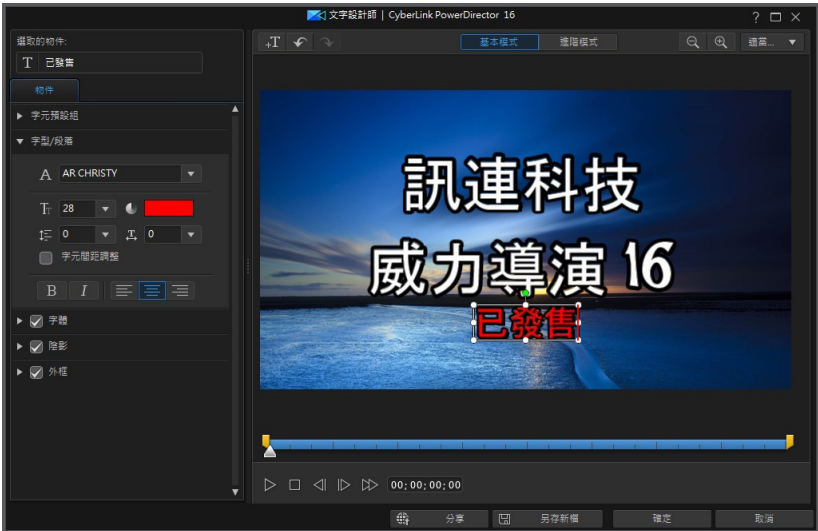 文字設計師 | CyberLink PowerDirector 16
選取的物件:
T 已發售
物件
字元預設組
字型/段落
A AR CHRISTY
28
0 0
字元間距調整
B I
字體
陰影
外框
+T
基本模式 進階模式
適當...
訊連科技
威力導演 16
已發售
00;00;00;00
分享 另存新檔 確定 取消